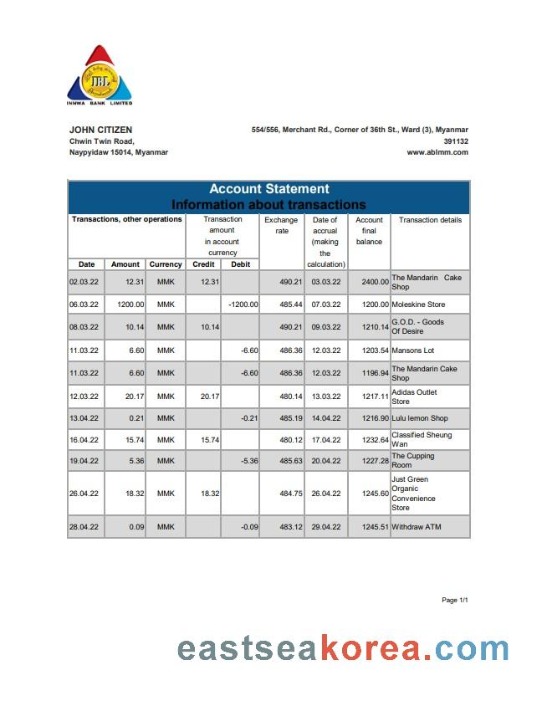 IBL
INNWA BANK LIMITED
JOHN CITIZEN
Chwin Twin Road,
Naypyidaw 15014, Myanmar
554/556, Merchant Rd., Corner of 36th St., Ward (3), Myanmar
391132
www.ablmm.com
Account Statement
Information about transactions
Transactions, other operations Transaction amount in account currency Exchange rate Date of accrual (making the calculation) Account final balance Transaction details
Date Amount Currency Credit Debit
02.03.22 12.31 MMK 12.31 490.21 03.03.22 2400.00 The Mandarin Cake Shop
06.03.22 1200.00 MMK -1200.00 485.44 07.03.22 1200.00 Moleskine Store
08.03.22 10.14 MMK 10.14 490.21 09.03.22 1210.14 G.O.D. - Goods Of Desire
11.03.22 6.60 MMK -6.60 486.36 12.03.22 1203.54 Mansons Lot
11.03.22 6.60 MMK -6.60 486.36 12.03.22 1196.94 The Mandarin Cake Shop
12.03.22 20.17 MMK 20.17 480.14 13.03.22 1217.11 Adidas Outlet Store
13.04.22 0.21 MMK -0.21 485.19 14.04.22 1216.90 Lulu lemon Shop
16.04.22 15.74 MMK 15.74 480.12 17.04.22 1232.64 Classified Sheung Wan
19.04.22 5.36 MMK -5.36 485.63 20.04.22 1227.28 The Cupping Room
26.04.22 18.32 MMK 18.32 484.75 26.04.22 1245.60 Just Green Organic Convenience Store
28.04.22 0.09 MMK -0.09 483.12 29.04.22 1245.51 Withdraw ATM
Page 1/1
eastseakorea.com